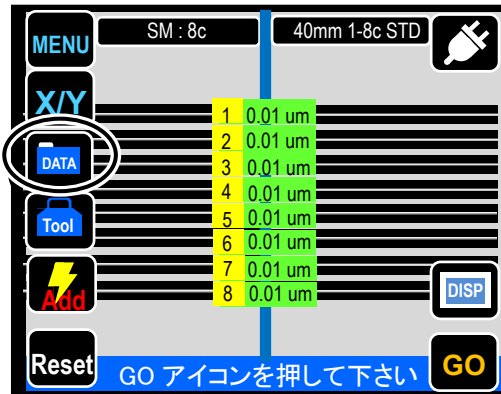 MENU
SM : 8c
40mm 1-8c STD
X/Y
1 0.01 um
2 0.01 um
DATA
3 0.01 um
4 0.01 um
Tool
5 0.01 um
6 0.01 um
7 0.01 um
Add
8 0.01 um
DISP
Reset
GO アイコンを押して下さい
GO